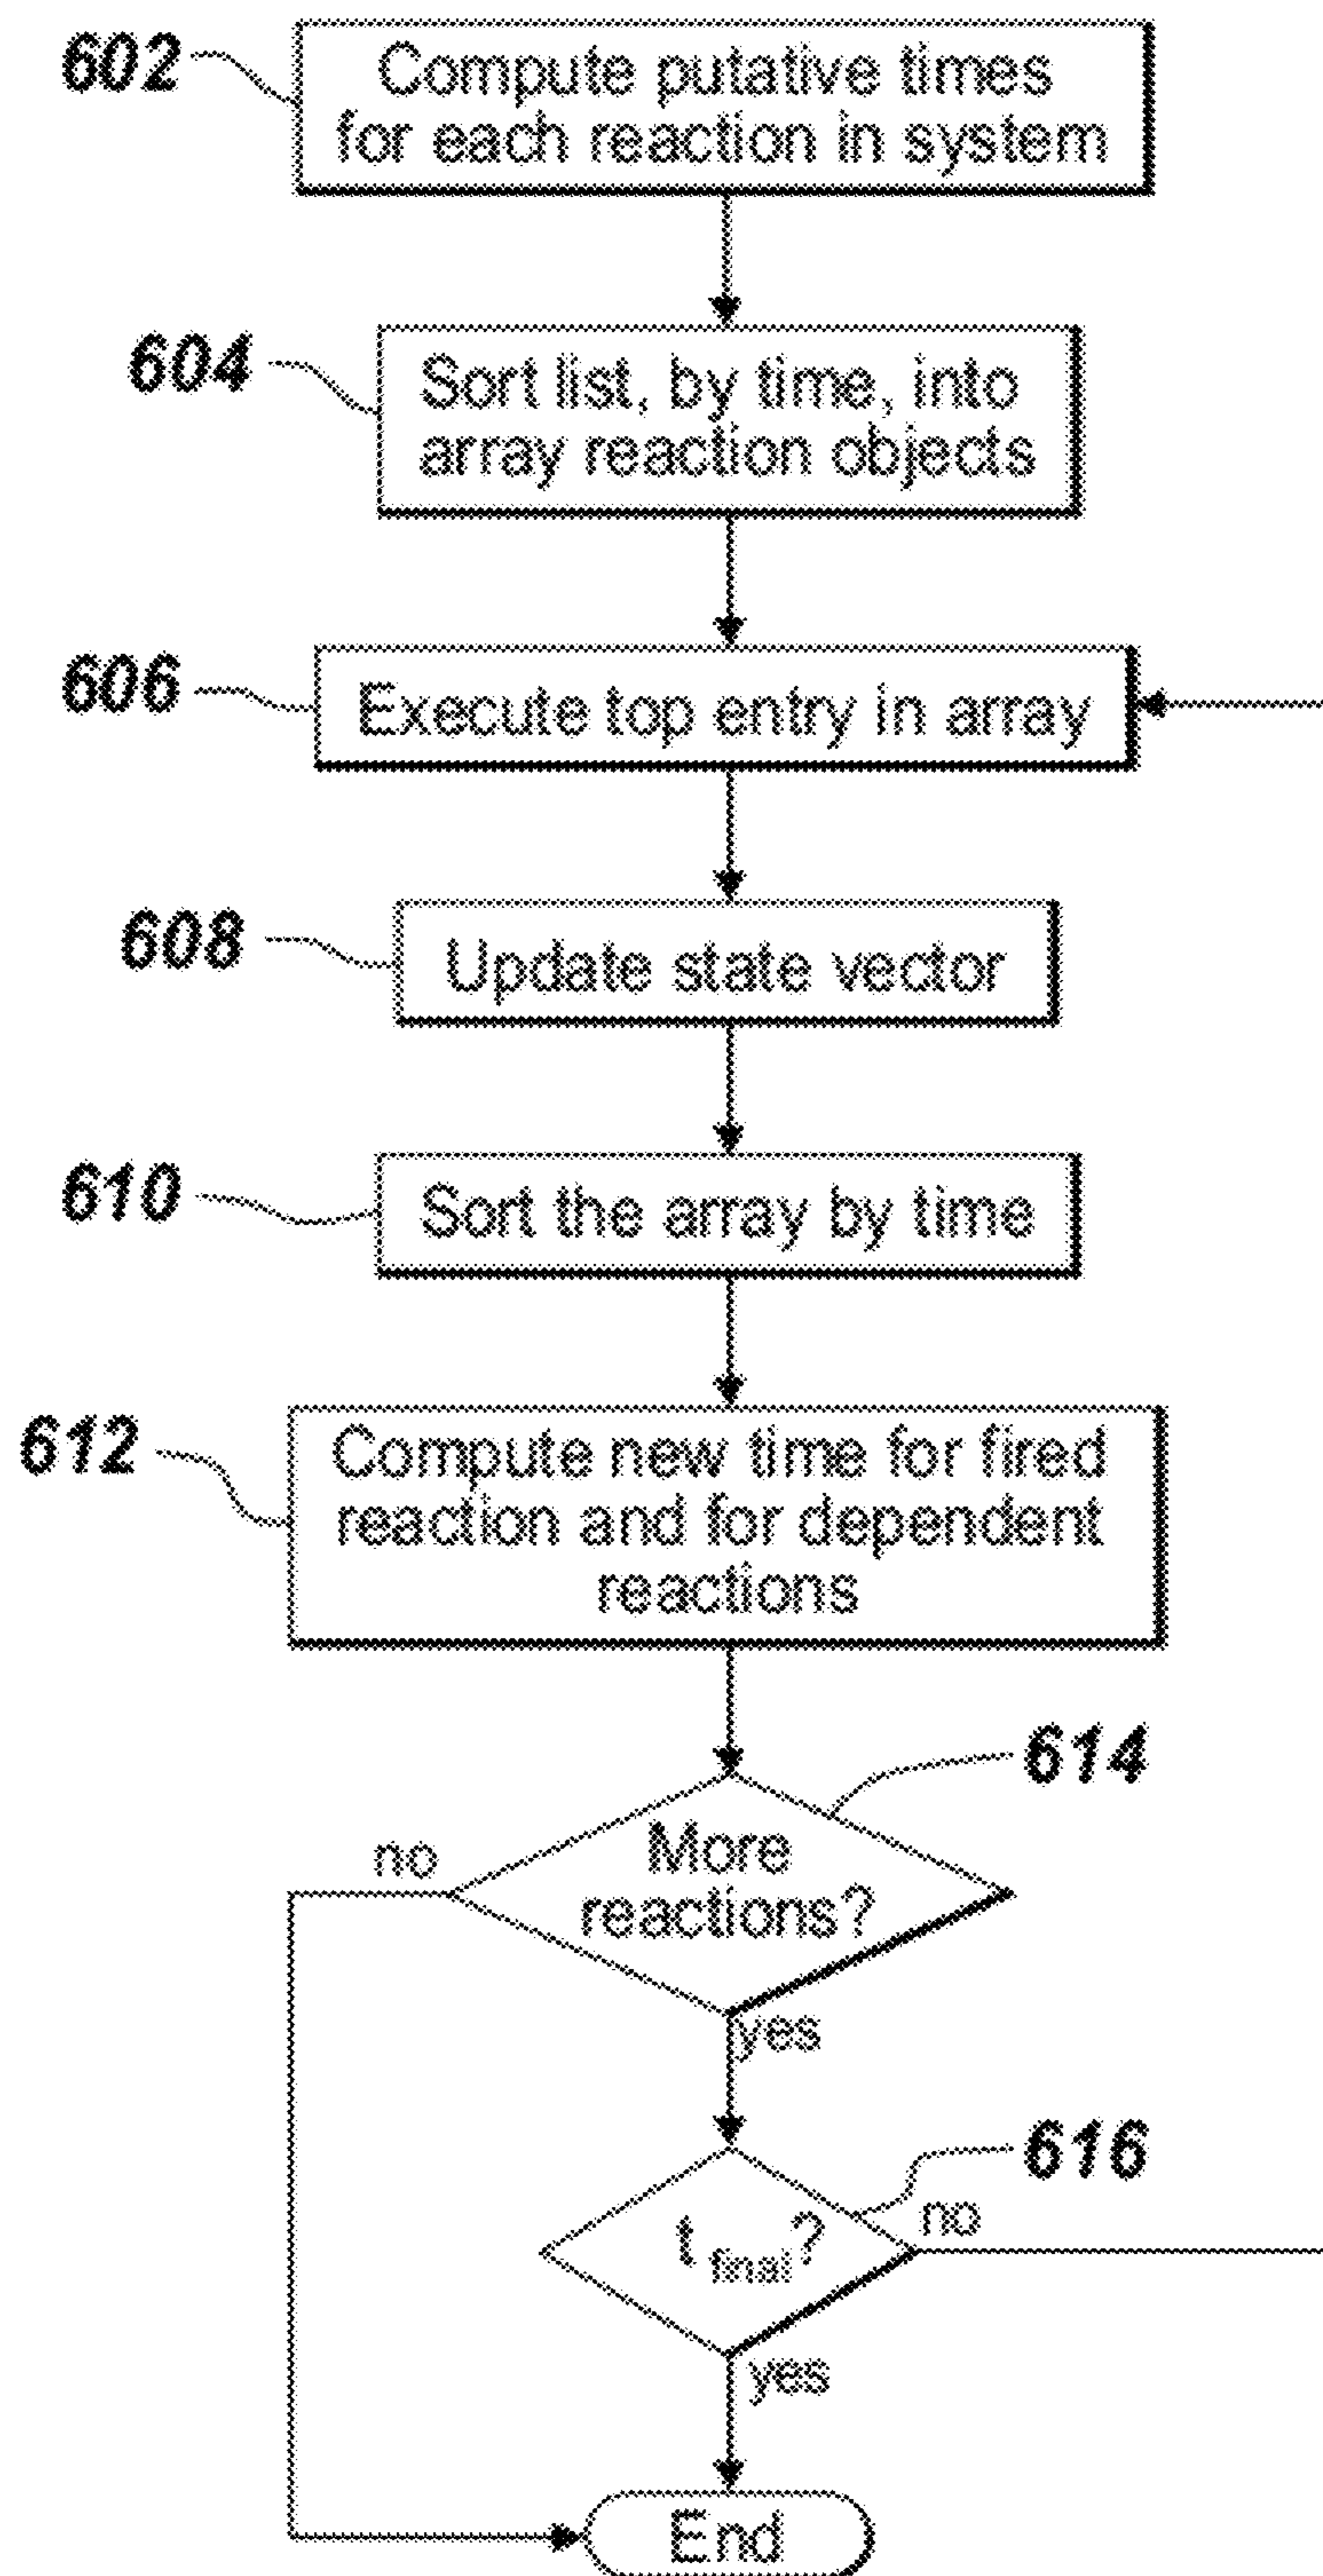 602
Compute putative times
for each reaction in system
604
Sort list, by time, into
array reaction objects
606
Execute top entry in array
608
Update state vector
610
Sort the array by time
612
Compute new time for fired
reaction and for dependent
reactions
614
More
reactions?
no
yes
616
t final?
no
yes
End